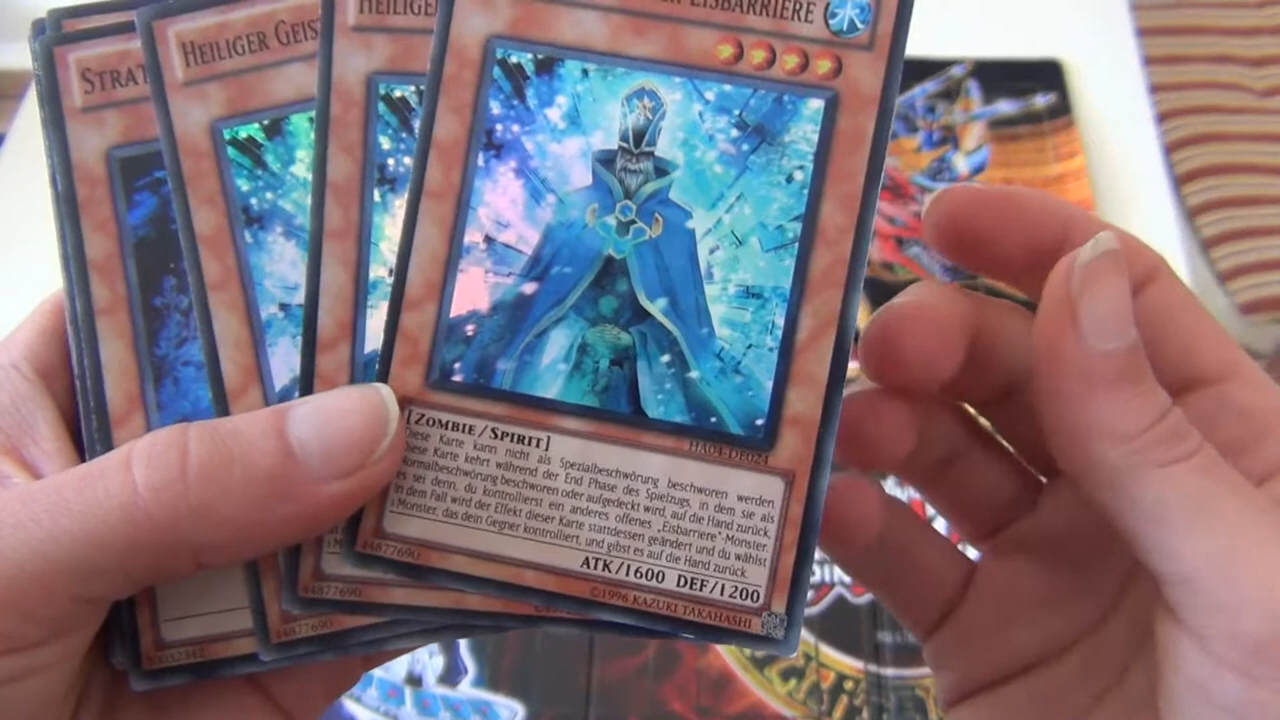 STRAT
HEILIGER GEIS
HEILIGE
EISBARRIERE
水
[ZOMBIE/SPIRIT]
HA04-DE024
Diese Karte kann nicht als Spezialbeschwörung beschworen werden.
Diese Karte kehrt während der End Phase des Spielzugs, in dem sie als
Normalbeschwörung beschworen oder aufgedeckt wird, auf die Hand zurück,
es sei denn, du kontrollierst ein anderes offenes „Eisbarriere"-Monster.
In dem Fall wird der Effekt dieser Karte stattdessen geändert und du wählst
1 Monster, das dein Gegner kontrolliert, und gibst es auf die Hand zurück.
ATK/1600 DEF/1200
44877690
©1996 KAZUKI TAKAHASHI
44877690
44877690